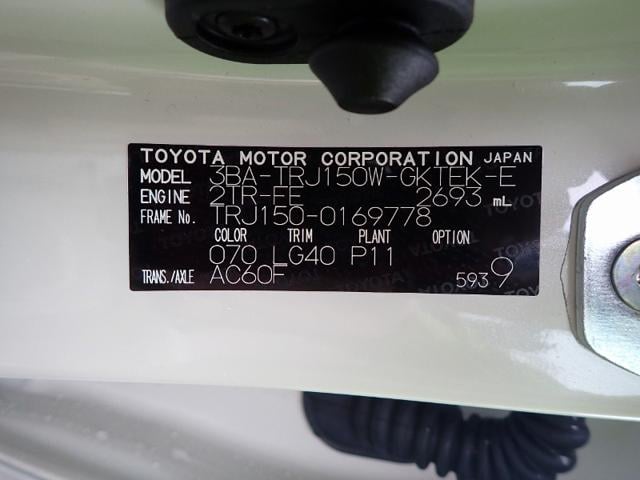 TOYOTA MOTOR CORPORATION JAPAN
MODEL 3BA-TRJ150W-GKTEK-E
ENGINE 2TR-FE 2693 mL
FRAME No. TRJ150-0169778
COLOR TRIM PLANT OPTION
070 LG40 P11
TRANS./AXLE AC60F 5939